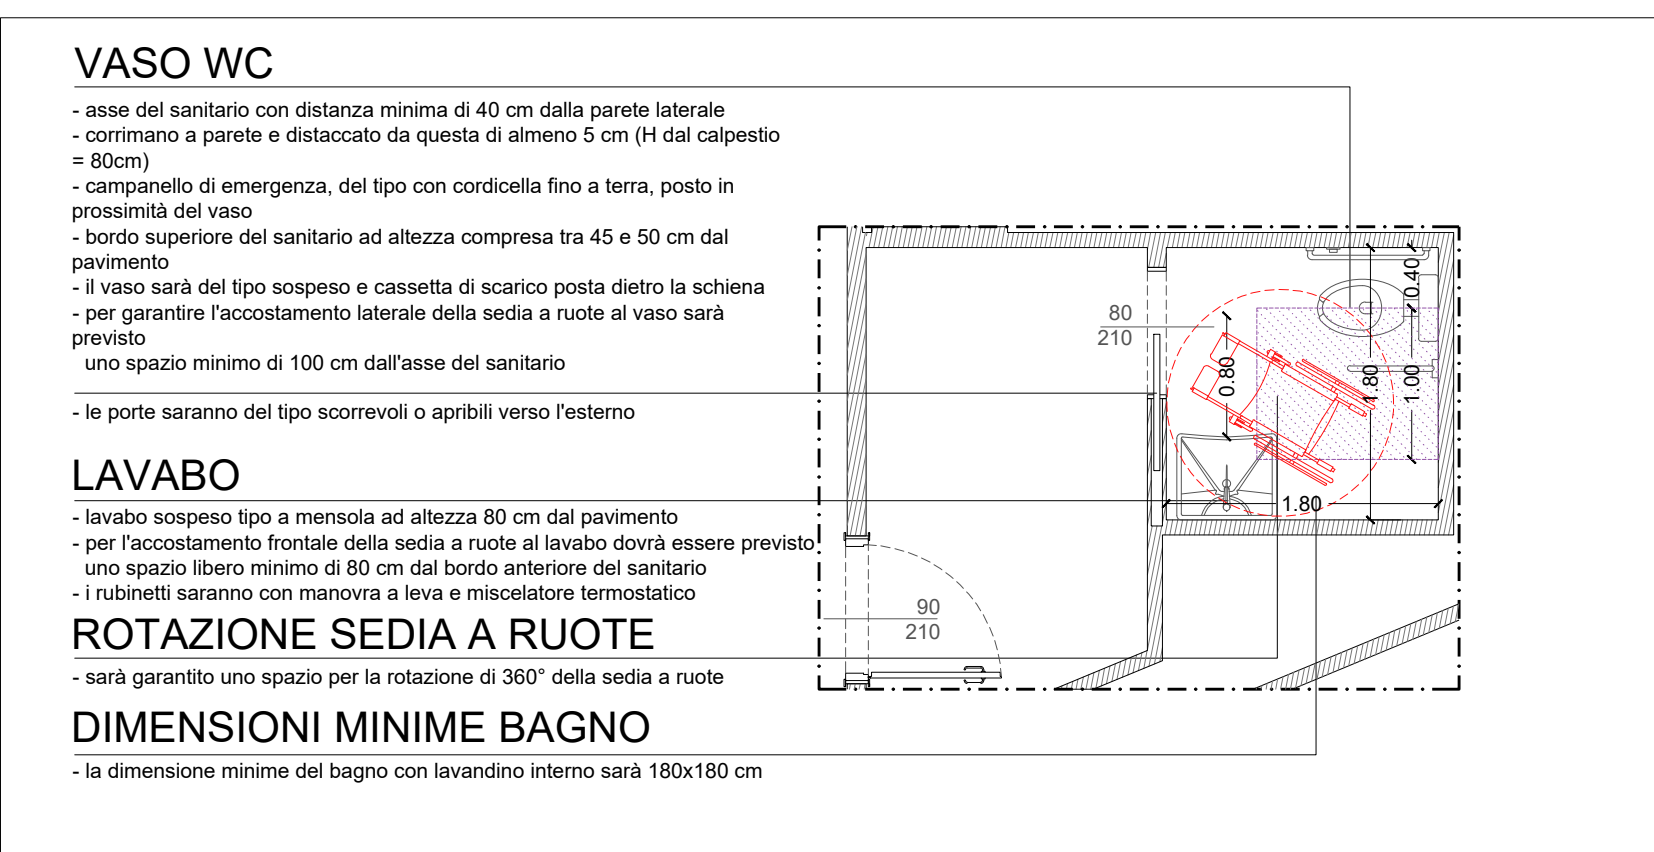 VASO WC
- asse del sanitario con distanza minima di 40 cm dalla parete laterale
- corrimano a parete e distaccato da questa di almeno 5 cm (H dal calpestio
= 80cm)
- campanello di emergenza, del tipo con cordicella fino a terra, posto in
prossimità del vaso
- bordo superiore del sanitario ad altezza compresa tra 45 e 50 cm dal
pavimento
- il vaso sarà del tipo sospeso e cassetta di scarico posta dietro la schiena
- per garantire l'accostamento laterale della sedia a ruote al vaso sarà
previsto
uno spazio minimo di 100 cm dall'asse del sanitario
- le porte saranno del tipo scorrevoli o apribili verso l'esterno
LAVABO
- lavabo sospeso tipo a mensola ad altezza 80 cm dal pavimento
- per l'accostamento frontale della sedia a ruote al lavabo dovrà essere previsto
uno spazio libero minimo di 80 cm dal bordo anteriore del sanitario
- i rubinetti saranno con manovra a leva e miscelatore termostatico
ROTAZIONE SEDIA A RUOTE
- sarà garantito uno spazio per la rotazione di 360° della sedia a ruote
DIMENSIONI MINIME BAGNO
- la dimensione minime del bagno con lavandino interno sarà 180x180 cm
80
210
0.80
1.80
0.40
1.00
1.80
90
210